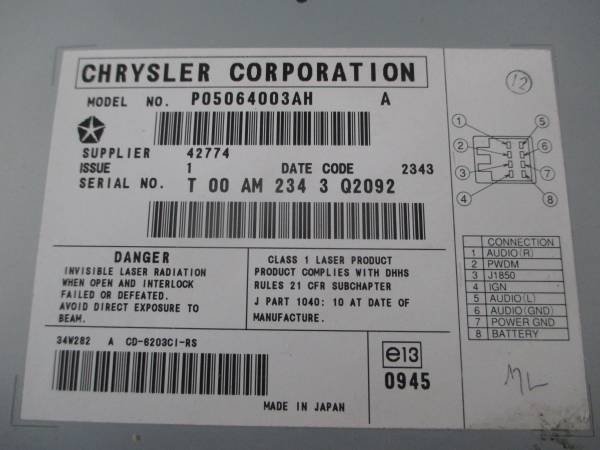 CHRYSLER CORPORATION
MODEL NO. P05064003AH A
SUPPLIER 42774
ISSUE 1 DATE CODE 2343
SERIAL NO. T 00 AM 234 3 Q2092
DANGER
INVISIBLE LASER RADIATION
WHEN OPEN AND INTERLOCK
FAILED OR DEFEATED.
AVOID DIRECT EXPOSURE TO
BEAM.
CLASS 1 LASER PRODUCT
PRODUCT COMPLIES WITH DHHS
RULES 21 CFR SUBCHAPTER
J PART 1040: 10 AT DATE OF
MANUFACTURE.
34W282 A CD-6203CI-RS
MADE IN JAPAN
e13
0945
12
1
2
3
4
5
6
7
8
CONNECTION
1 AUDIO(R)
2 PWDM
3 J1850
4 IGN
5 AUDIO(L)
6 AUDIO(GND)
7 POWER GND
8 BATTERY